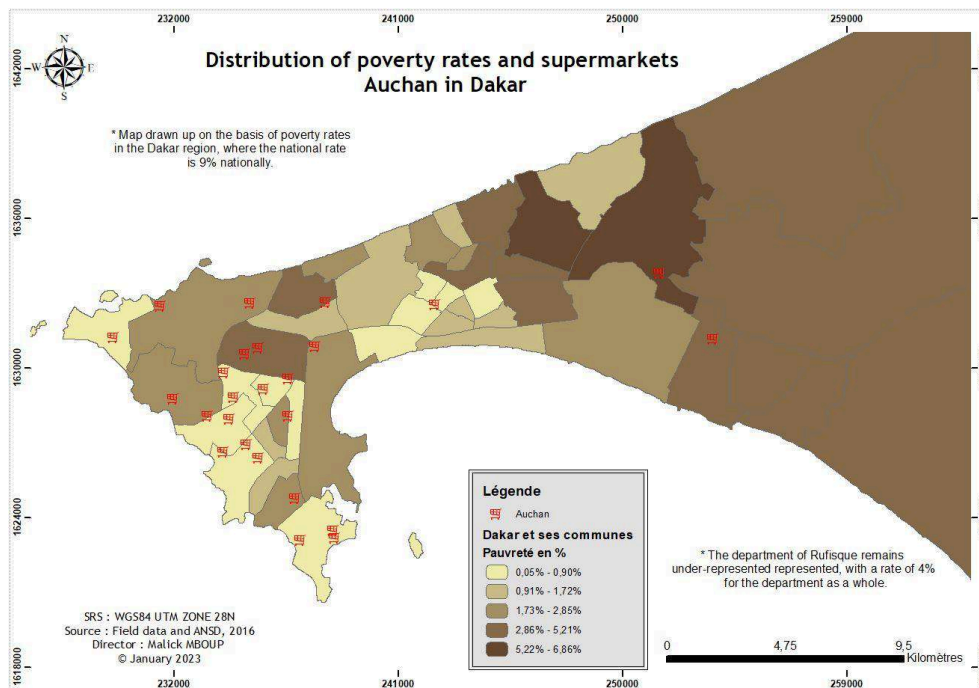 232000 241000 250000 259000
1642000
N
W E
S
Distribution of poverty rates and supermarkets
Auchan in Dakar
* Map drawn up on the basis of poverty rates
in the Dakar region, where the national rate
is 9% nationally.
1636000
1630000
1624000
1618000
Légende
Auchan
Dakar et ses communes
Pauvreté en %
0,05% - 0,90%
0,91% - 1,72%
1,73% - 2,85%
2,86% - 5,21%
5,22% - 6,86%
* The department of Rufisque remains
under-represented represented, with a rate of 4%
for the department as a whole.
SRS : WGS84 UTM ZONE 28N
Source : Field data and ANSD, 2016
Director : Malick MBOUP
© January 2023
0 4,75 9,5
Kilomètres
232000 241000 250000 259000